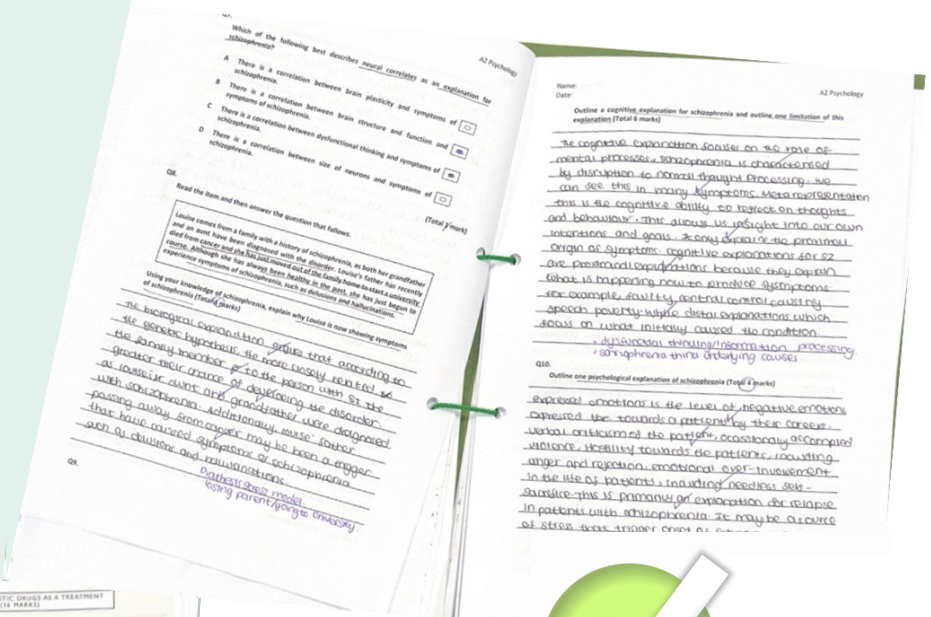 Q7.
Which of the following best describes neural correlates as an explanation for
schizophrenia?
A2 Psychology
A There is a correlation between brain plasticity and symptoms of
schizophrenia.
B There is a correlation between brain structure and function and
symptoms of schizophrenia.
C There is a correlation between dysfunctional thinking and symptoms of
schizophrenia.
D There is a correlation between size of neurons and symptoms of
schizophrenia.
(Total 1 mark)
Q8.
Read the item and then answer the question that follows.
Louise comes from a family with a history of schizophrenia, as both her grandfather
and an aunt have been diagnosed with the disorder. Louise's father has recently
died from cancer and she has just moved out of the family home to start a university
course. Although she has always been healthy in the past, she has just begun to
experience symptoms of schizophrenia, such as delusions and hallucinations.
Using your knowledge of schizophrenia, explain why Louise is now showing symptoms
of schizophrenia (Total 4 marks)
The biological explanation argues that according to
the genetic hypothesis, the more closely related
the family member is to the person with SZ the
greater their chance of developing the disorder.
as louise's aunt and grandfather were diagnosed
with schizophrenia. Additionally louise' father
passing away from cancer may be been a trigger
that have caused symptoms of schizophrenia
such as delusions and hallucinations.
Diathesis stress model.
losing parent/going to university
Q9.
Name:
Date:
A2 Psychology
Outline a cognitive explanation for schizophrenia and outline one limitation of this
explanation (Total 6 marks)
The cognitive explanation focuses on the role of
mental processes. Schizophrenia is characterised
by disruption to normal thought processing. We
can see this in many symptoms. Metarepresentation
this is the cognitive ability to reflect on thoughts
and behaviour. This allows us insight into our own
intentions and goals. It only explains the proximal
origin of symptoms. cognitive explanations for SZ
are proximal explanations because they explain
what is happening now to produce symptoms.
for example, faulty central control causing
speech poverty. While distal explanations which
focus on what initially caused the condition.
• dysfunctional thinking/information processing.
Q10.
Outline one psychological explanation of schizophrenia (Total 4 marks)
expressed emotions is the level of negative emotions
expressed towards a patient by their careers.
verbal criticism of the patient, occasionally accompied
violence, Hostility towards the patients, including
anger and rejection. emotional over-involvement
in the life of patients, including needless self-
sacrifice. This is primarily an explanation for relapse
in patients with schizophrenia. It may be a source
of stress that trigger onset
TIC DRUGS AS A TREATMENT
(16 MARKS)